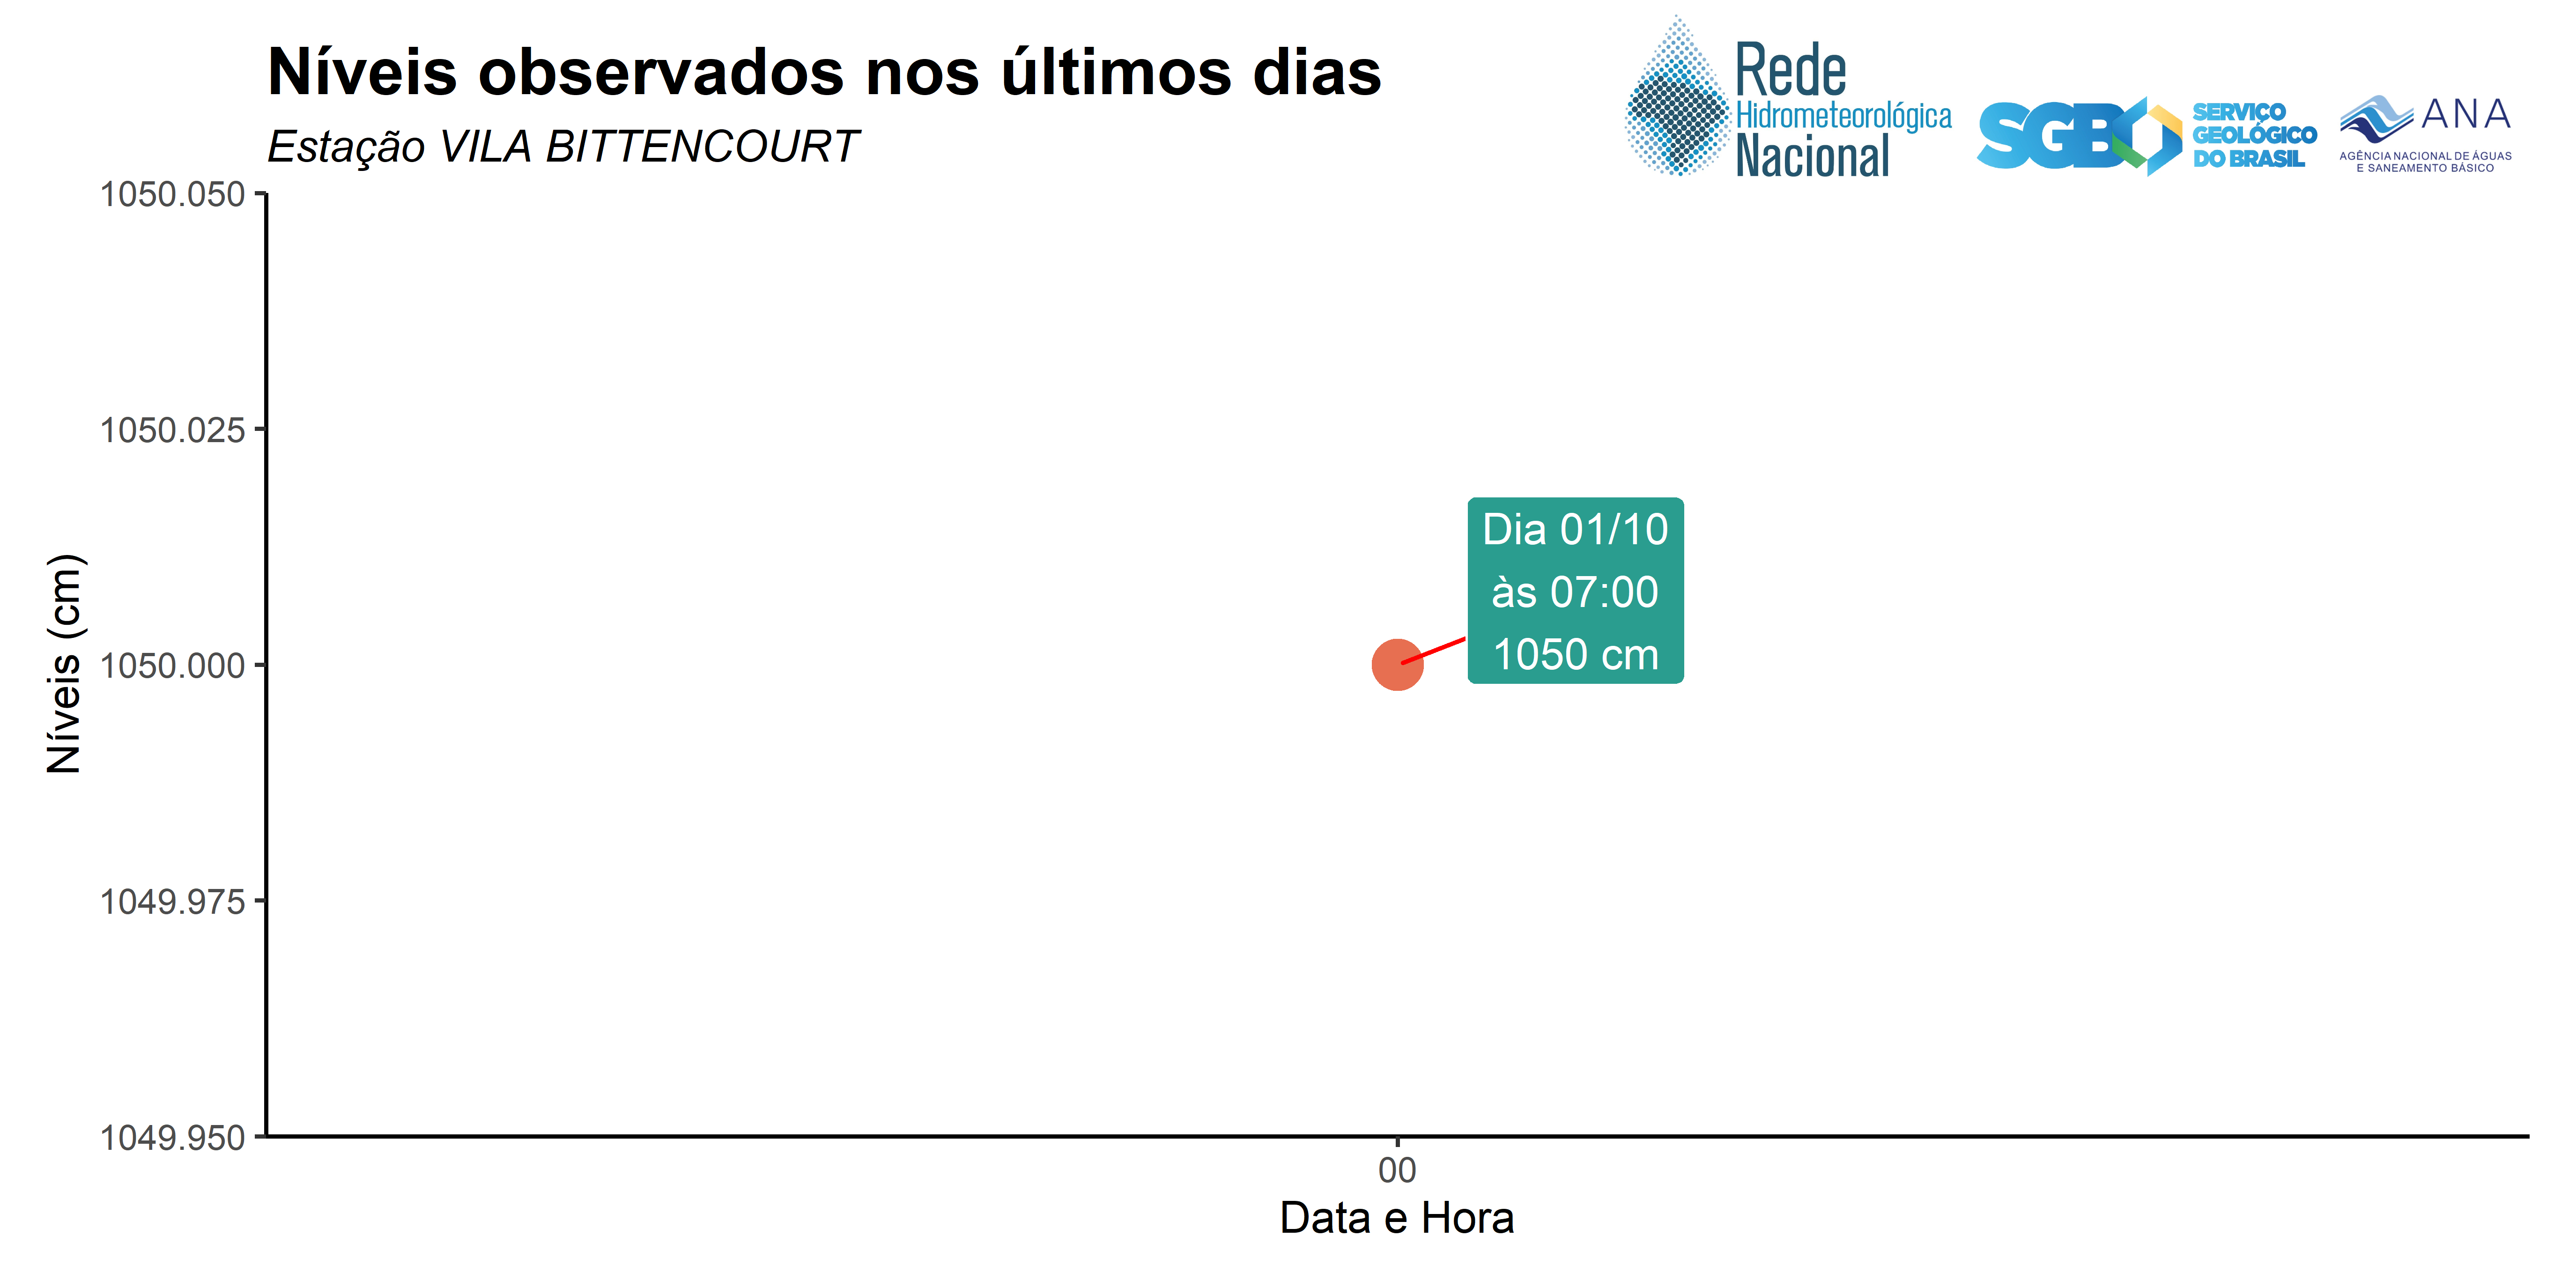 Níveis observados nos últimos dias
Estação VILA BITTENCOURT
Rede
Hidrometeorológica
Nacional
SGB
SERVIÇO
GEOLÓGICO
DO BRASIL
ANA
AGÊNCIA NACIONAL DE ÁGUAS
E SANEAMENTO BÁSICO
Níveis (cm)
1050.050
1050.025
1050.000
1049.975
1049.950
Dia 01/10
às 07:00
1050 cm
00
Data e Hora